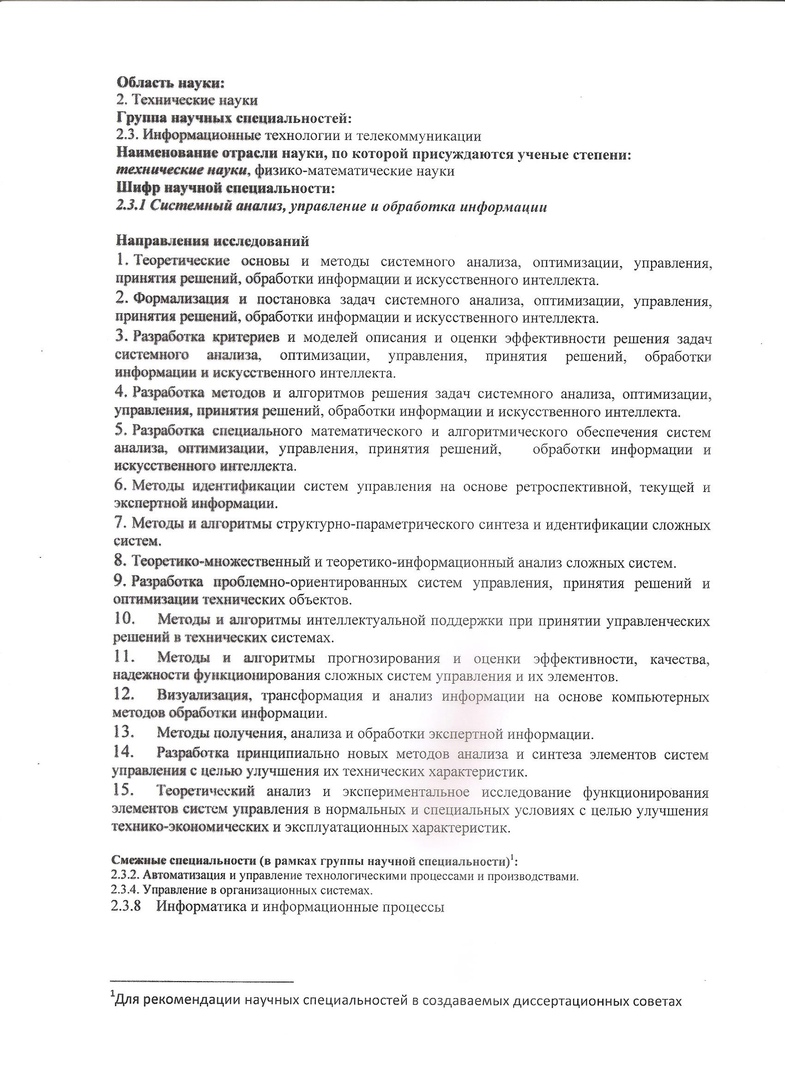 Область науки:
2. Технические науки
Группа научных специальностей:
2.3. Информационные технологии и телекоммуникации
Наименование отрасли науки, по которой присуждаются ученые степени:
технические науки, физико-математические науки
Шифр научной специальности:
2.3.1 Системный анализ, управление и обработка информации
Направления исследований
1. Теоретические основы и методы системного анализа, оптимизации, управления,
принятия решений, обработки информации и искусственного интеллекта.
2. Формализация и постановка задач системного анализа, оптимизации, управления,
принятия решений, обработки информации и искусственного интеллекта.
3. Разработка критериев и моделей описания и оценки эффективности решения задач
системного анализа, оптимизации, управления, принятия решений, обработки
информации и искусственного интеллекта.
4. Разработка методов и алгоритмов решения задач системного анализа, оптимизации,
управления, принятия решений, обработки информации и искусственного интеллекта.
5. Разработка специального математического и алгоритмического обеспечения систем
анализа, оптимизации, управления, принятия решений, обработки информации и
искусственного интеллекта.
6. Методы идентификации систем управления на основе ретроспективной, текущей и
экспертной информации.
7. Методы и алгоритмы структурно-параметрического синтеза и идентификации сложных
систем.
8. Теоретико-множественный и теоретико-информационный анализ сложных систем.
9. Разработка проблемно-ориентированных систем управления, принятия решений и
оптимизации технических объектов.
10. Методы и алгоритмы интеллектуальной поддержки при принятии управленческих
решений в технических системах.
11. Методы и алгоритмы прогнозирования и оценки эффективности, качества,
надежности функционирования сложных систем управления и их элементов.
12. Визуализация, трансформация и анализ информации на основе компьютерных
методов обработки информации.
13. Методы получения, анализа и обработки экспертной информации.
14. Разработка принципиально новых методов анализа и синтеза элементов систем
управления с целью улучшения их технических характеристик.
15. Теоретический анализ и экспериментальное исследование функционирования
элементов систем управления в нормальных и специальных условиях с целью улучшения
технико-экономических и эксплуатационных характеристик.
Смежные специальности (в рамках группы научной специальности)¹:
2.3.2. Автоматизация и управление технологическими процессами и производствами.
2.3.4. Управление в организационных системах.
2.3.8 Информатика и информационные процессы
¹Для рекомендации научных специальностей в создаваемых диссертационных советах